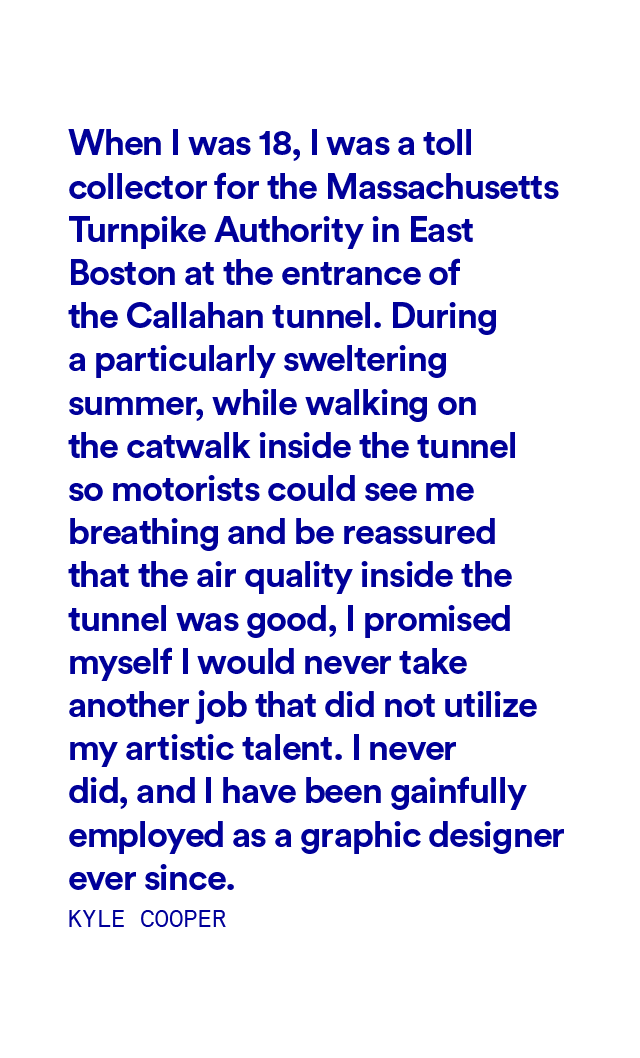 When I was 18, I was a toll
collector for the Massachusetts
Turnpike Authority in East
Boston at the entrance of
the Callahan tunnel. During
a particularly sweltering
summer, while walking on
the catwalk inside the tunnel
so motorists could see me
breathing and be reassured
that the air quality inside the
tunnel was good, I promised
myself I would never take
another job that did not utilize
my artistic talent. I never
did, and I have been gainfully
employed as a graphic designer
ever since.
KYLE COOPER